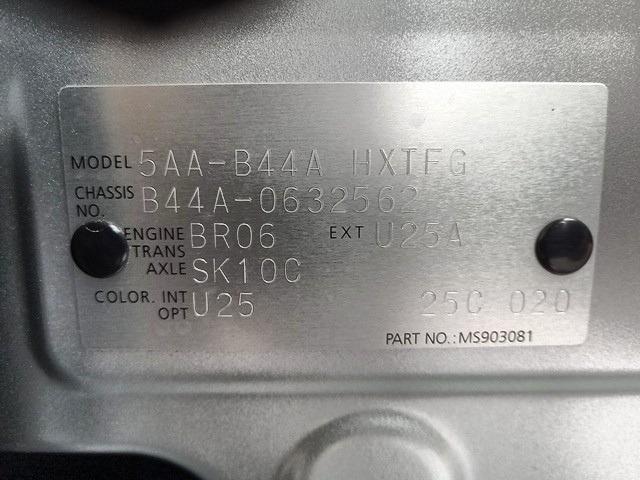 MODEL 5AA-B44A HXTFG
CHASSIS NO. B44A-0632562
ENGINE BR06 EXT U25A
TRANS AXLE SK10C
COLOR. INT OPT U25 25C 020
PART NO.: MS903081